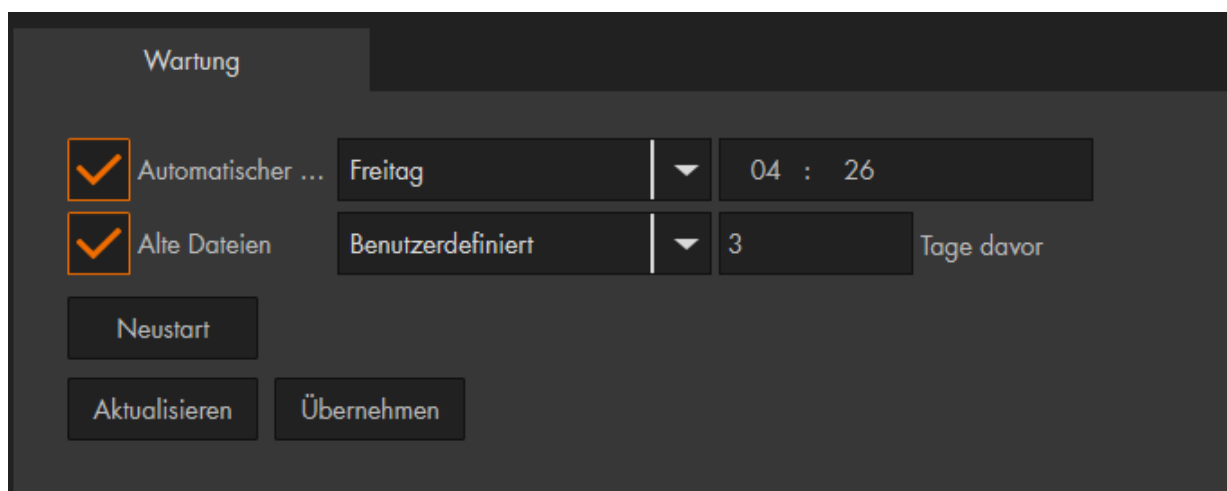 Wartung
Automatischer ... Freitag 04 : 26
Alte Dateien Benutzerdefiniert 3 Tage davor
Neustart
Aktualisieren Übernehmen